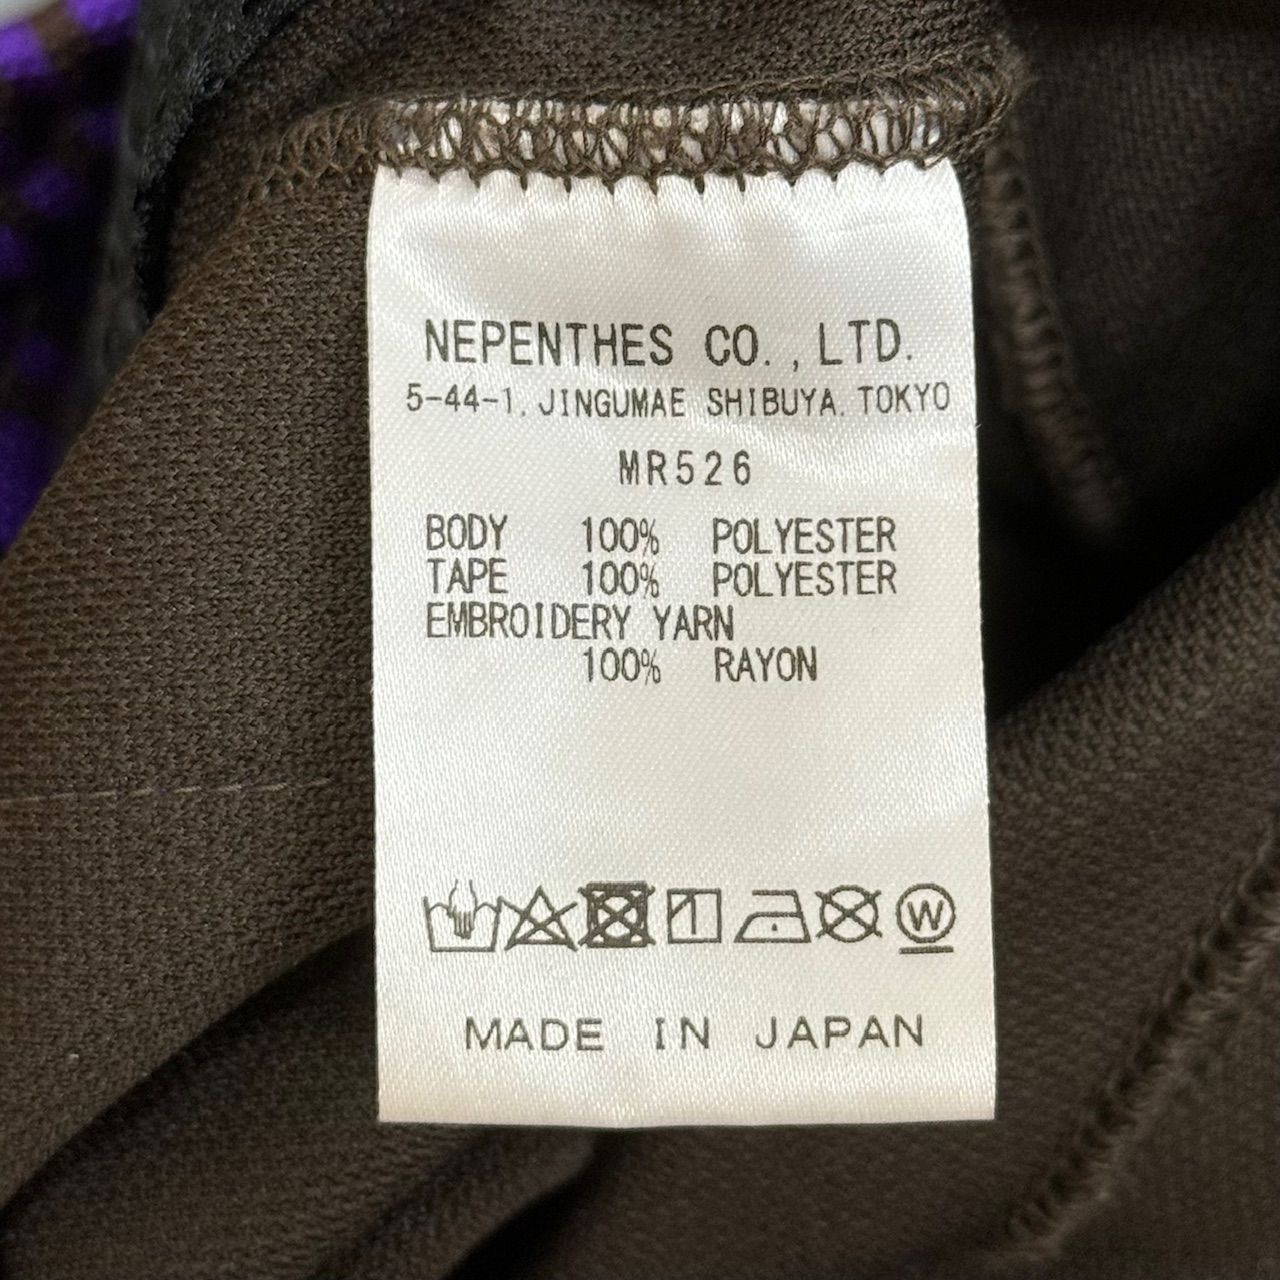 NEPENTHES CO., LTD.
5-44-1, JINGUMAE SHIBUYA, TOKYO
MR526
BODY 100% POLYESTER
TAPE 100% POLYESTER
EMBROIDERY YARN
100% RAYON
W
MADE IN JAPAN